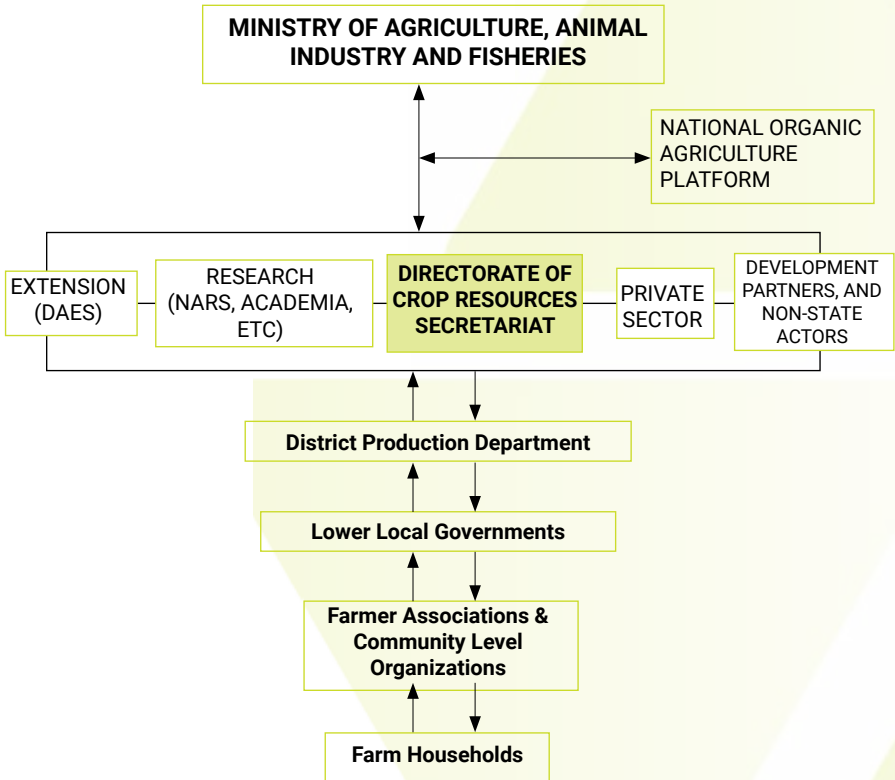 MINISTRY OF AGRICULTURE, ANIMAL
INDUSTRY AND FISHERIES
NATIONAL ORGANIC
AGRICULTURE
PLATFORM
EXTENSION
(DAES)
RESEARCH
(NARS, ACADEMIA,
ETC)
DIRECTORATE OF
CROP RESOURCES
SECRETARIAT
PRIVATE
SECTOR
DEVELOPMENT
PARTNERS, AND
NON-STATE
ACTORS
District Production Department
Lower Local Governments
Farmer Associations &
Community Level
Organizations
Farm Households